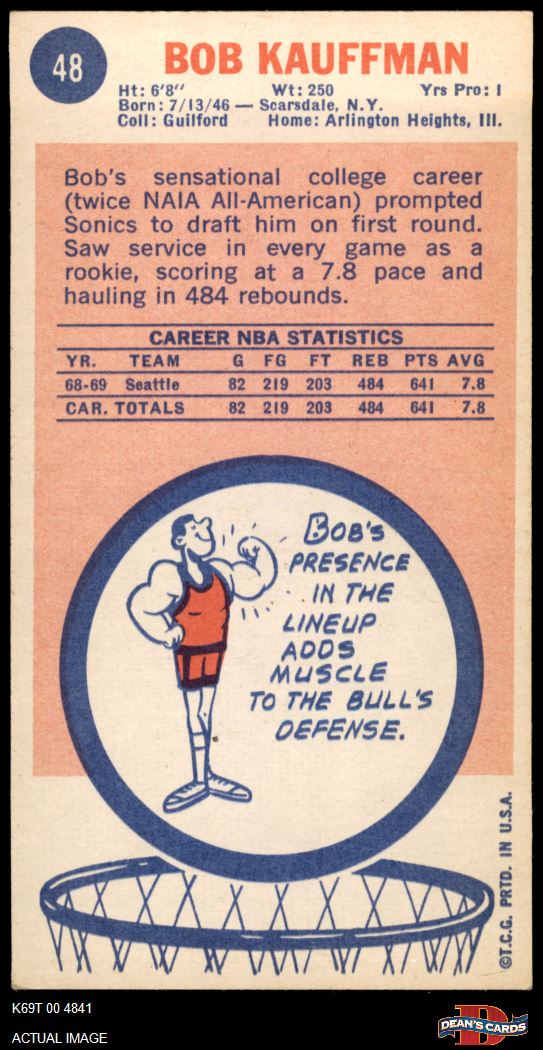 48
BOB KAUFFMAN
Ht: 6'8" Wt: 250 Yrs Pro: 1
Born: 7/13/46 — Scarsdale, N.Y.
Coll: Guilford Home: Arlington Heights, Ill.
Bob's sensational college career
(twice NAIA All-American) prompted
Sonics to draft him on first round.
Saw service in every game as a
rookie, scoring at a 7.8 pace and
hauling in 484 rebounds.
CAREER NBA STATISTICS
YR. TEAM G FG FT REB PTS AVG
68-69 Seattle 82 219 203 484 641 7.8
CAR. TOTALS 82 219 203 484 641 7.8
BOB'S
PRESENCE
IN THE
LINEUP
ADDS
MUSCLE
TO THE BULL'S
DEFENSE.
©T.C.G. PRTD. IN U.S.A.
K69T 00 4841
ACTUAL IMAGE
D
DEAN'S CARDS